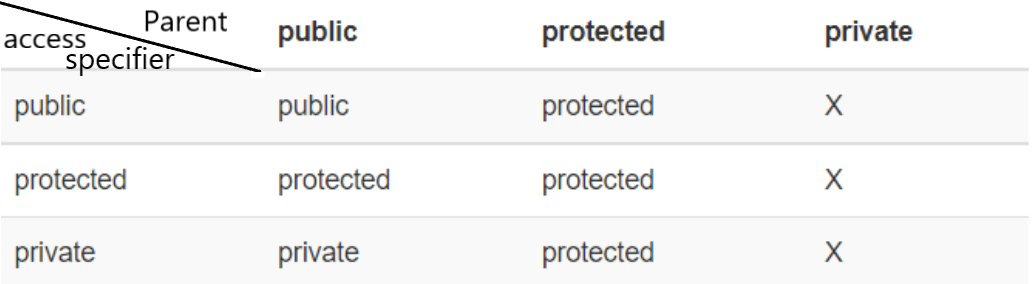 Parent public protected private
access
specifier
public public protected X
protected protected protected X
private private protected X